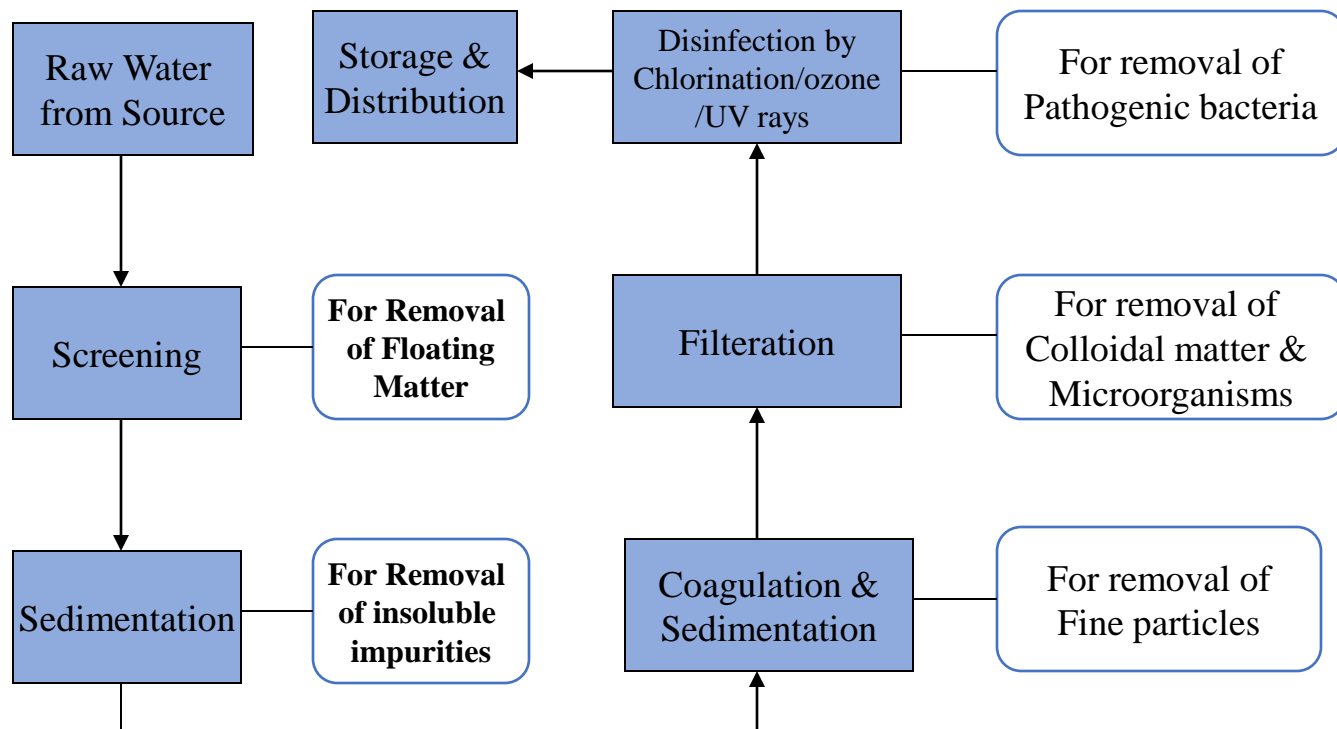 Raw Water
from Source
Storage &
Distribution
Disinfection by
Chlorination/ozone
/UV rays
For removal of
Pathogenic bacteria
Screening
For Removal
of Floating
Matter
Filteration
For removal of
Colloidal matter &
Microorganisms
Sedimentation
For Removal
of insoluble
impurities
Coagulation &
Sedimentation
For removal of
Fine particles